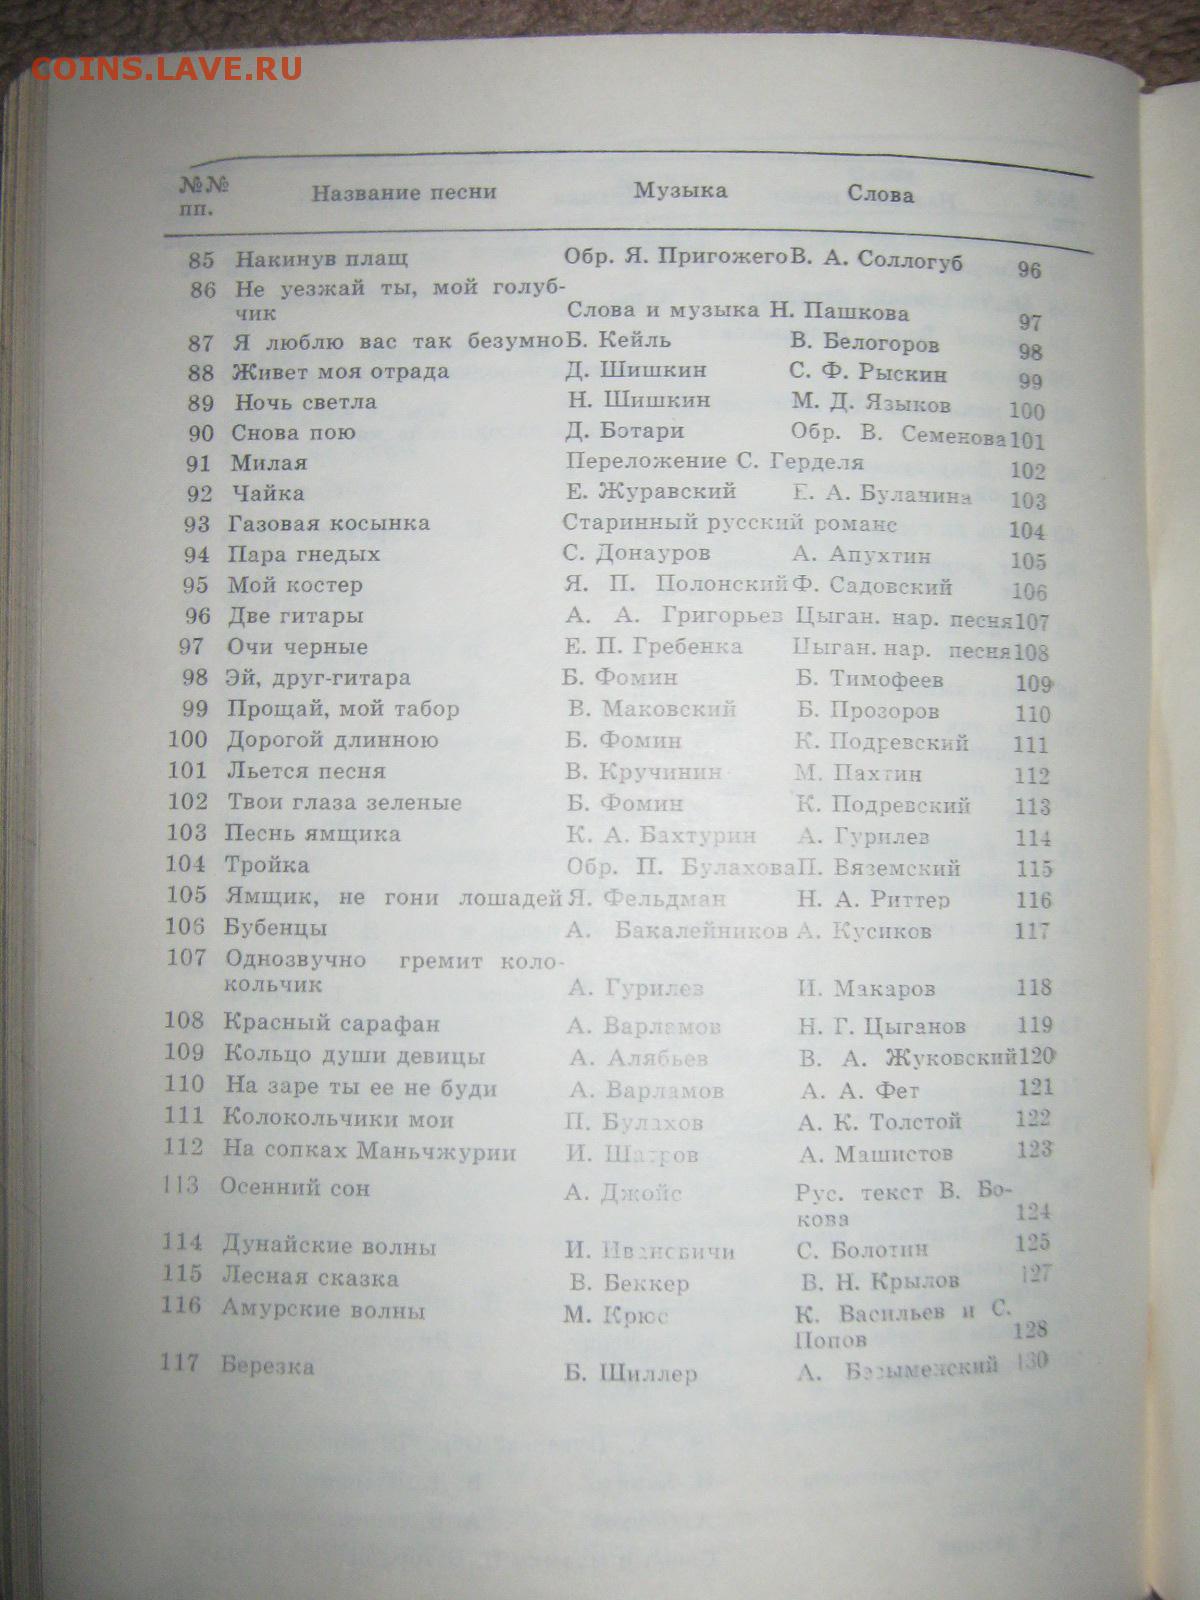 COINS.LAVE.RU
№№ пп. Название песни Музыка Слова
85 Накинув плащ Обр. Я. Пригожего В. А. Соллогуб 96
86 Не уезжай ты, мой голуб-
чик Слова и музыка Н. Пашкова 97
87 Я люблю вас так безумно Б. Кейль В. Белогоров 98
88 Живет моя отрада Д. Шишкин С. Ф. Рыскин 99
89 Ночь светла Н. Шишкин М. Д. Языков 100
90 Снова пою Д. Ботари Обр. В. Семенова 101
91 Милая Переложение С. Герделя 102
92 Чайка Е. Журавский Е. А. Буланина 103
93 Газовая косынка Старинный русский романс 104
94 Пара гнедых С. Донауров А. Апухтин 105
95 Мой костер Я. П. Полонский Ф. Садовский 106
96 Две гитары А. А. Григорьев Цыган. нар. песня 107
97 Очи черные Е. П. Гребенка Цыган. нар. песня 108
98 Эй, друг-гитара Б. Фомин Б. Тимофеев 109
99 Прощай, мой табор В. Маковский Б. Прозоров 110
100 Дорогой длинною Б. Фомин К. Подревский 111
101 Льется песня В. Кручинин М. Пахтин 112
102 Твои глаза зеленые Б. Фомин К. Подревский 113
103 Песнь ямщика К. А. Бахтурин А. Гурилев 114
104 Тройка Обр. П. Булахова П. Вяземский 115
105 Ямщик, не гони лошадей Я. Фельдман Н. А. Риттер 116
106 Бубенцы А. Бакалейников А. Кусиков 117
107 Однозвучно гремит коло-
кольчик А. Гурилев И. Макаров 118
108 Красный сарафан А. Варламов Н. Г. Цыганов 119
109 Кольцо души девицы А. Алябьев В. А. Жуковский 120
110 На заре ты ее не буди А. Варламов А. А. Фет 121
111 Колокольчики мои П. Булахов А. К. Толстой 122
112 На сопках Маньчжурии И. Шатров А. Машистов 123
113 Осенний сон А. Джойс Рус. текст В. Бо-
кова 124
114 Дунайские волны И. Ивановичи С. Болотин 125
115 Лесная сказка В. Беккер В. Н. Крылов 127
116 Амурские волны М. Крюс К. Васильев и С.
Попов 128
117 Березка Б. Шиллер А. Безыменский 130